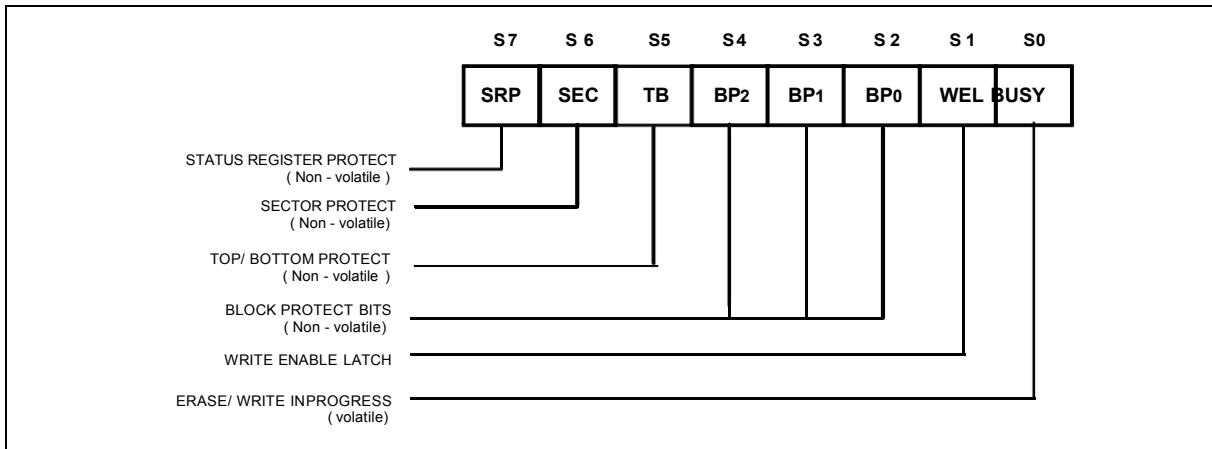 S7 S 6 S5 S4 S3 S 2 S 1 S0
SRP SEC TB BP2 BP1 BP0 WEL BUSY
STATUS REGISTER PROTECT
( Non - volatile )
SECTOR PROTECT
( Non - volatile)
TOP/ BOTTOM PROTECT
( Non - volatile )
BLOCK PROTECT BITS
( Non - volatile)
WRITE ENABLE LATCH
ERASE/ WRITE INPROGRESS
( volatile)